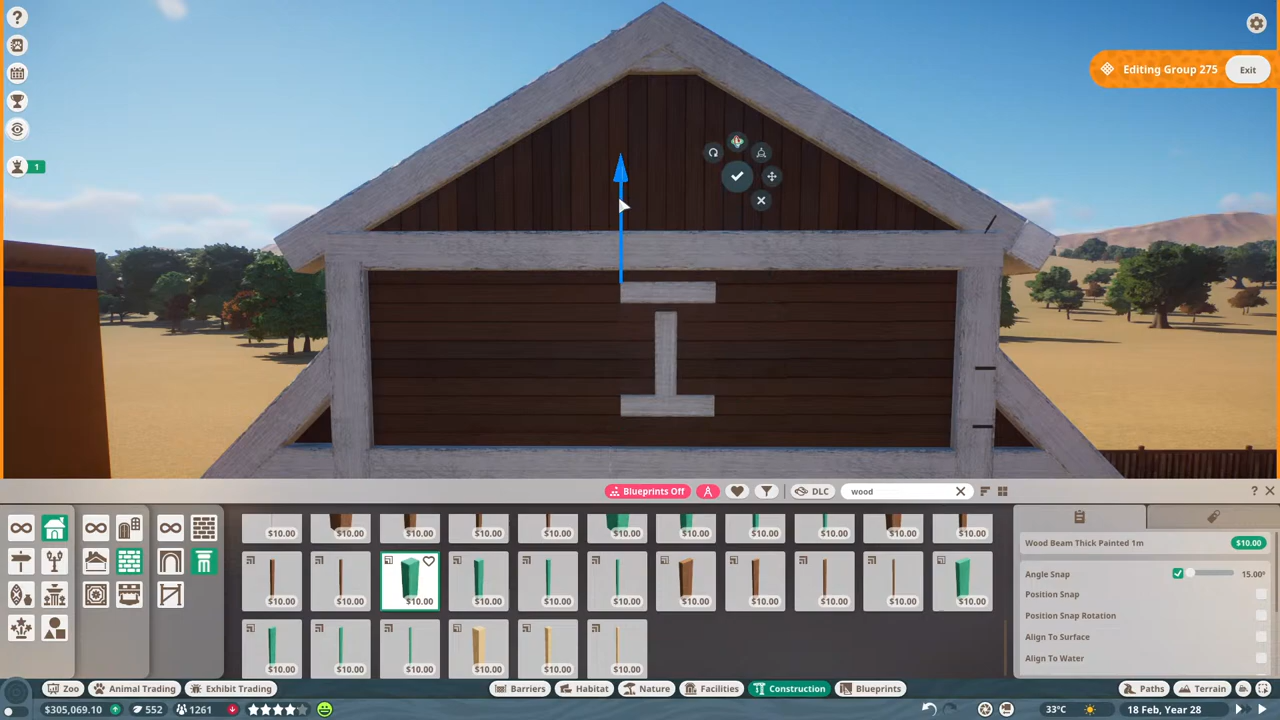 ?
Editing Group 275
Exit
1
Blueprints Off
DLC
wood
?
$10.00 $10.00 $10.00 $10.00 $10.00 $10.00 $10.00 $10.00 $10.00 $10.00 $10.00
$10.00 $10.00 $10.00 $10.00 $10.00 $10.00 $10.00 $10.00 $10.00 $10.00 $10.00
$10.00 $10.00 $10.00 $10.00 $10.00 $10.00
Wood Beam Thick Painted 1m $10.00
Angle Snap 15.00°
Position Snap
Position Snap Rotation
Align To Surface
Align To Water
Zoo Animal Trading Exhibit Trading Barriers Habitat Nature Facilities Construction Blueprints Paths Terrain
$305,069.10 552 1261 33°C 18 Feb, Year 28